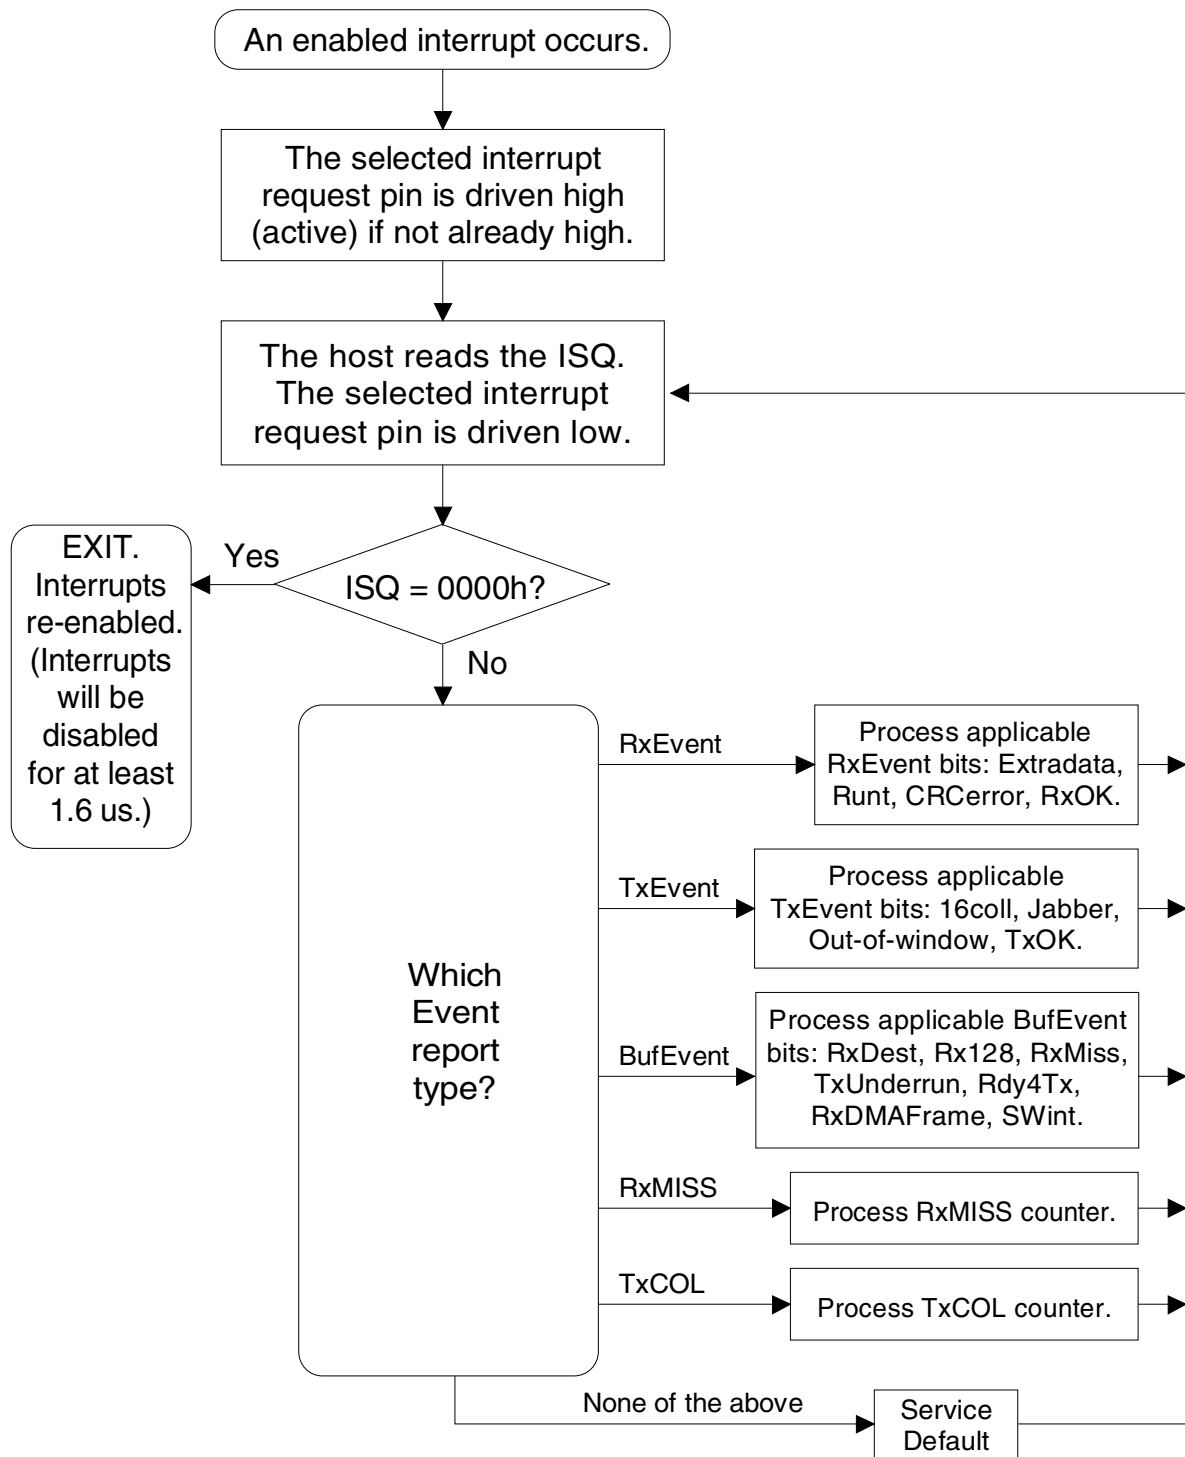 An enabled interrupt occurs.
The selected interrupt
request pin is driven high
(active) if not already high.
The host reads the ISQ.
The selected interrupt
request pin is driven low.
EXIT.
Interrupts
re-enabled.
(Interrupts
will be
disabled
for at least
1.6 us.)
Yes
ISQ = 0000h?
No
Which
Event
report
type?
RxEvent
Process applicable
RxEvent bits: Extradata,
Runt, CRCerror, RxOK.
TxEvent
Process applicable
TxEvent bits: 16coll, Jabber,
Out-of-window, TxOK.
BufEvent
Process applicable BufEvent
bits: RxDest, Rx128, RxMiss,
TxUnderrun, Rdy4Tx,
RxDMAFrame, SWint.
RxMISS
Process RxMISS counter.
TxCOL
Process TxCOL counter.
None of the above
Service
Default